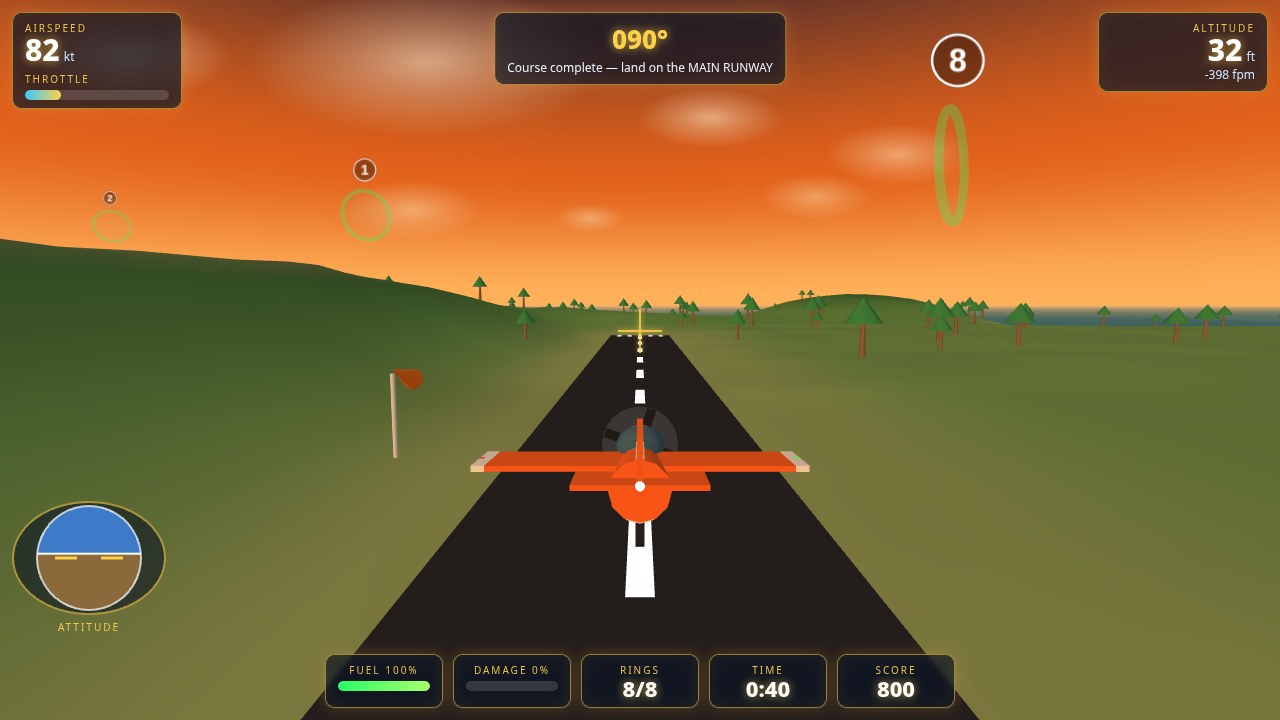 AIRSPEED
82 kt
THROTTLE
090°
Course complete — land on the MAIN RUNWAY
8
ALTITUDE
32 ft
-398 fpm
1
2
ATTITUDE
FUEL 100%
DAMAGE 0%
RINGS
8/8
TIME
0:40
SCORE
800